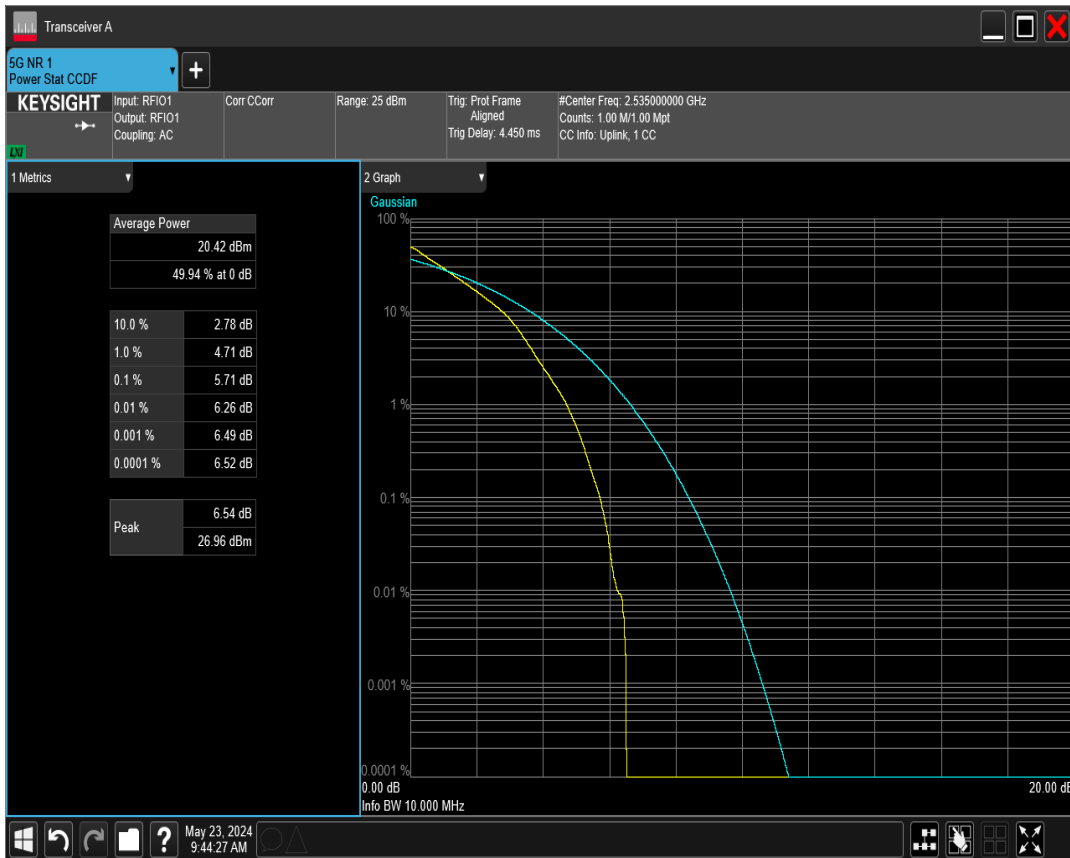 Transceiver A
5G NR 1
Power Stat CCDF
+
KEYSIGHT
LXI
Input: RFIO1
Output: RFIO1
Coupling: AC
Corr CCorr
Range: 25 dBm
Trig: Prot Frame
Aligned
Trig Delay: 4.450 ms
#Center Freq: 2.535000000 GHz
Counts: 1.00 M/1.00 Mpt
CC Info: Uplink, 1 CC
1 Metrics
Average Power
20.42 dBm
49.94 % at 0 dB
10.0 % 2.78 dB
1.0 % 4.71 dB
0.1 % 5.71 dB
0.01 % 6.26 dB
0.001 % 6.49 dB
0.0001 % 6.52 dB
Peak
6.54 dB
26.96 dBm
2 Graph
Gaussian
100 %
10 %
1 %
0.1 %
0.01 %
0.001 %
0.0001 %
0.00 dB
20.00 dB
Info BW 10.000 MHz
?
May 23, 2024
9:44:27 AM